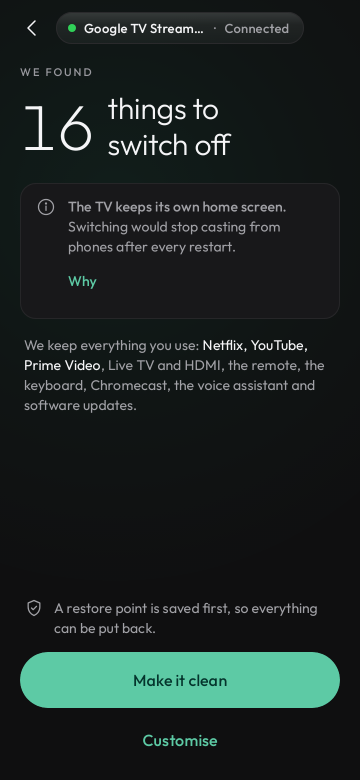 Google TV Stream... · Connected
WE FOUND
16 things to
switch off
The TV keeps its own home screen.
Switching would stop casting from
phones after every restart.
Why
We keep everything you use: Netflix, YouTube,
Prime Video, Live TV and HDMI, the remote, the
keyboard, Chromecast, the voice assistant and
software updates.
A restore point is saved first, so everything
can be put back.
Make it clean
Customise